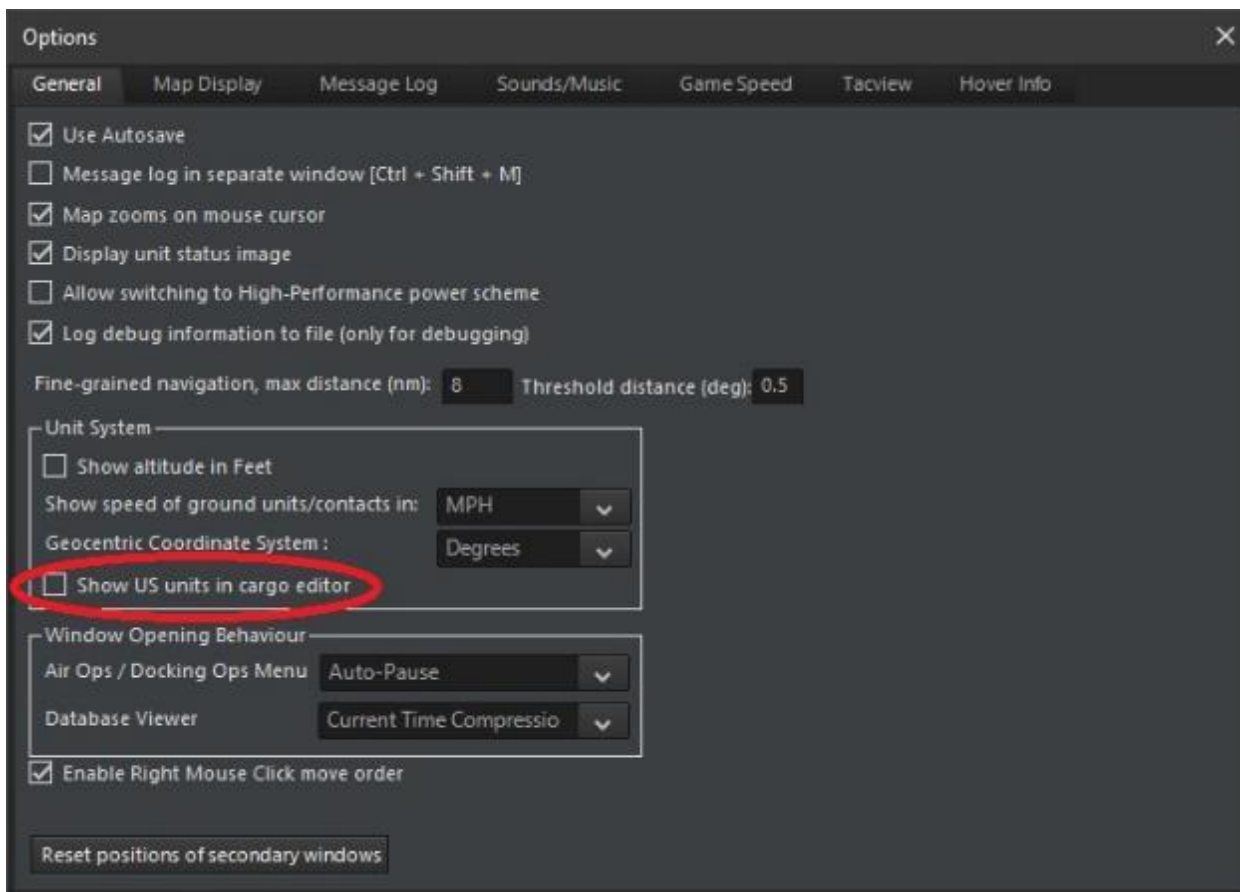 Options
General Map Display Message Log Sounds/Music Game Speed Tacview Hover Info
Use Autosave
Message log in separate window [Ctrl + Shift + M]
Map zooms on mouse cursor
Display unit status image
Allow switching to High-Performance power scheme
Log debug information to file (only for debugging)
Fine-grained navigation, max distance (nm): 8 Threshold distance (deg): 0.5
Unit System
Show altitude in Feet
Show speed of ground units/contacts in: MPH
Geocentric Coordinate System : Degrees
Show US units in cargo editor
Window Opening Behaviour
Air Ops / Docking Ops Menu Auto-Pause
Database Viewer Current Time Compressio
Enable Right Mouse Click move order
Reset positions of secondary windows